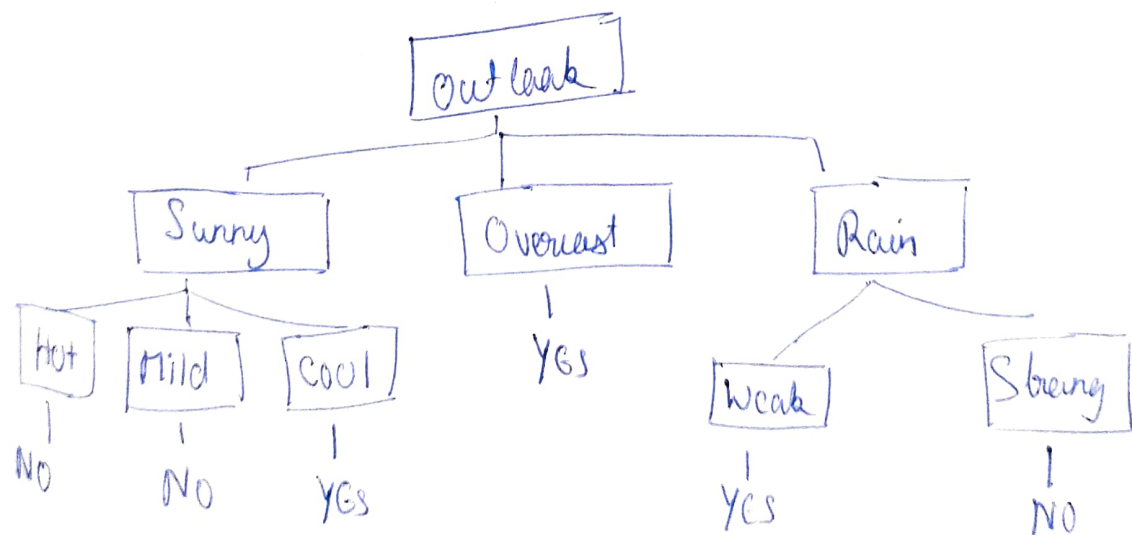 Outlook
Sunny Overcast Rain
Hot Mild Cool YES Weak Strong
NO NO YES YES NO